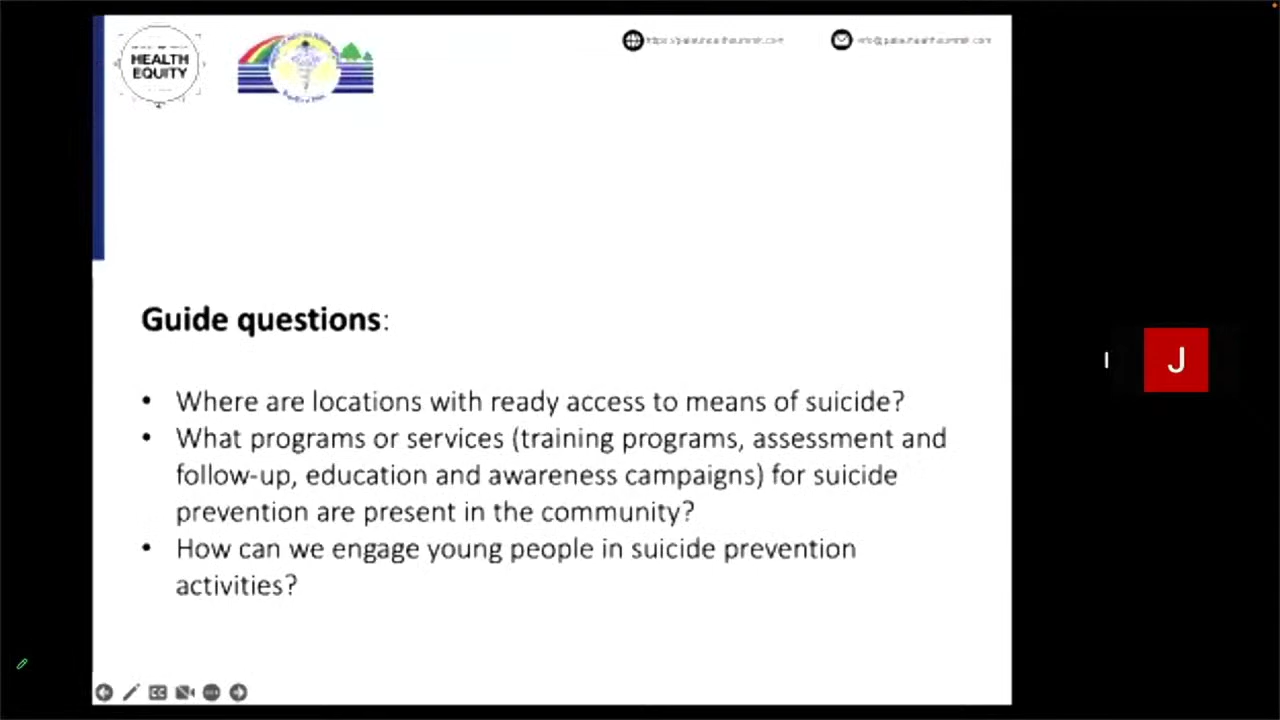 HEALTH
EQUITY
Guide questions:
• Where are locations with ready access to means of suicide?
• What programs or services (training programs, assessment and
follow-up, education and awareness campaigns) for suicide
prevention are present in the community?
• How can we engage young people in suicide prevention
activities?
J